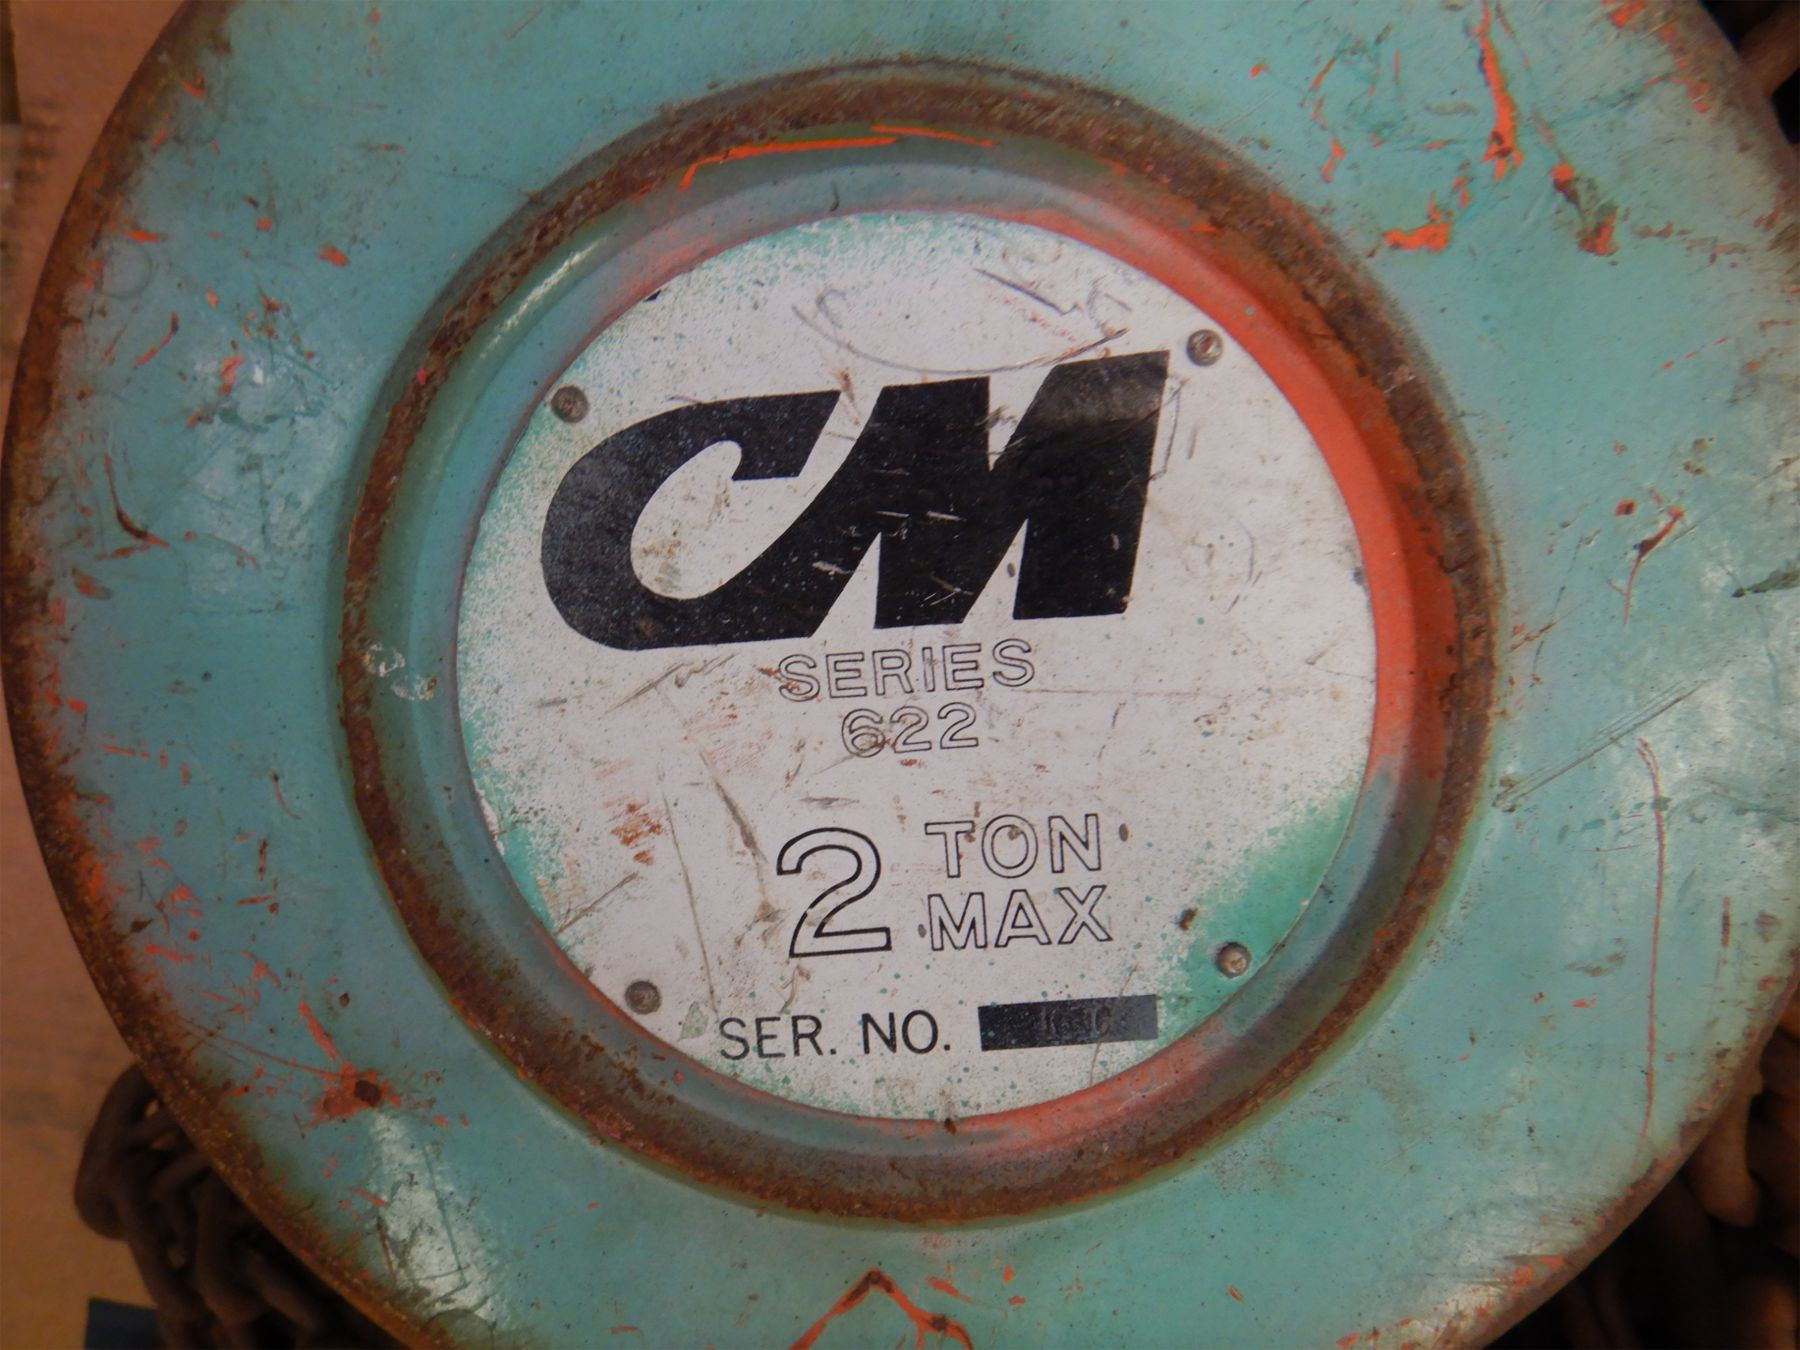 CM
SERIES
622
2 TON
MAX
SER. NO.